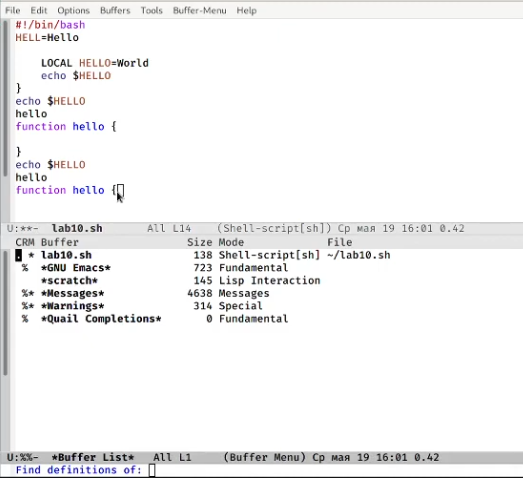 File Edit Options Buffers Tools Buffer-Menu Help
#!/bin/bash
HELL=Hello
LOCAL HELLO=World
echo $HELLO
}
echo $HELLO
hello
function hello {
}
echo $HELLO
hello
function hello {
U:**- lab10.sh All L14 (Shell-script[sh]) Ср мая 19 16:01 0.42
CRM Buffer Size Mode File
. * lab10.sh 138 Shell-script[sh] ~/lab10.sh
% *GNU Emacs* 723 Fundamental
*scratch* 145 Lisp Interaction
%* *Messages* 4638 Messages
%* *Warnings* 314 Special
% *Quail Completions* 0 Fundamental
U:%%- *Buffer List* All L1 (Buffer Menu) Ср мая 19 16:01 0.42
Find definitions of: